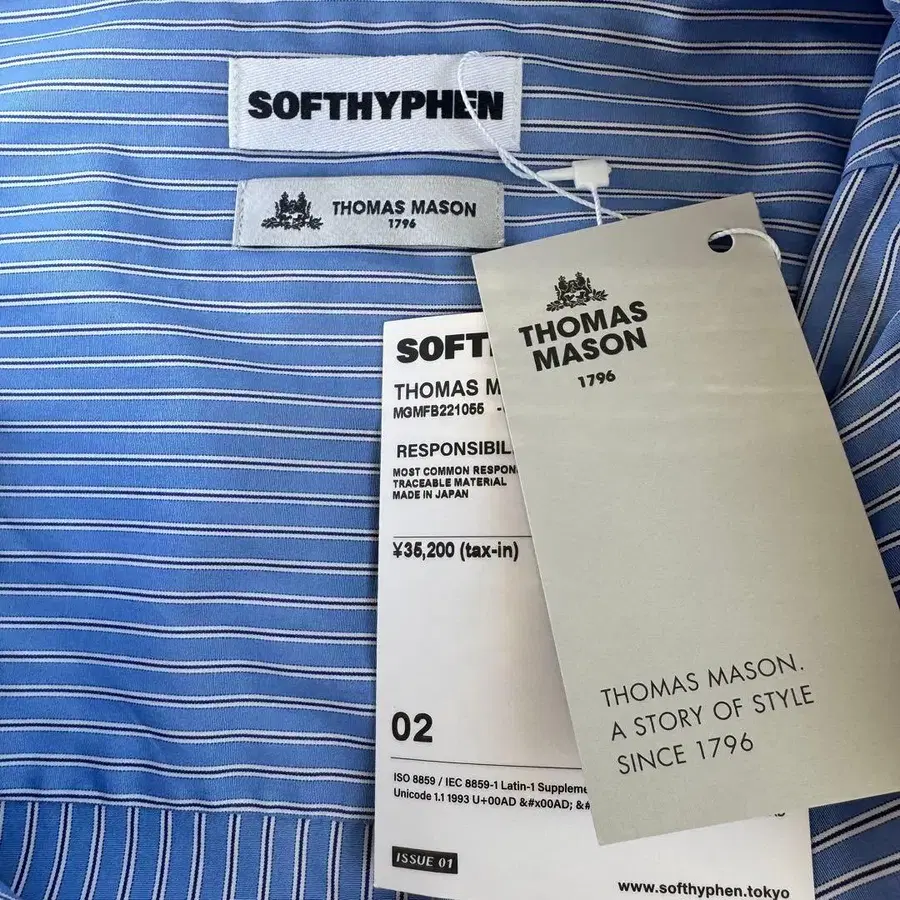 SOFTHYPHEN
THOMAS MASON
1796
THOMAS
MASON
1796
THOMAS MASON.
A STORY OF STYLE
SINCE 1796
SOFT
THOMAS M
MGMFB221055 -
RESPONSIBIL
MOST COMMON RESPON
TRACEABLE MATERIAL
MADE IN JAPAN
¥35,200 (tax-in)
02
ISO 8859 / IEC 8859-1 Latin-1 Suppleme
Unicode 1.1 1993 U+00AD &#x00AD; &#
ISSUE 01
www.softhyphen.tokyo